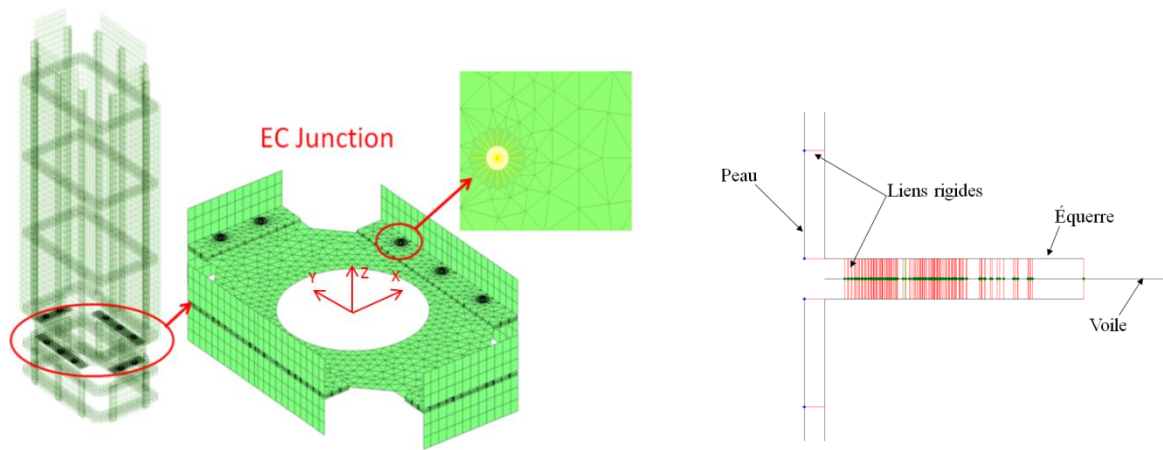 EC Junction
Y
Z
X
Peau
Liens rigides
Équerre
Voile